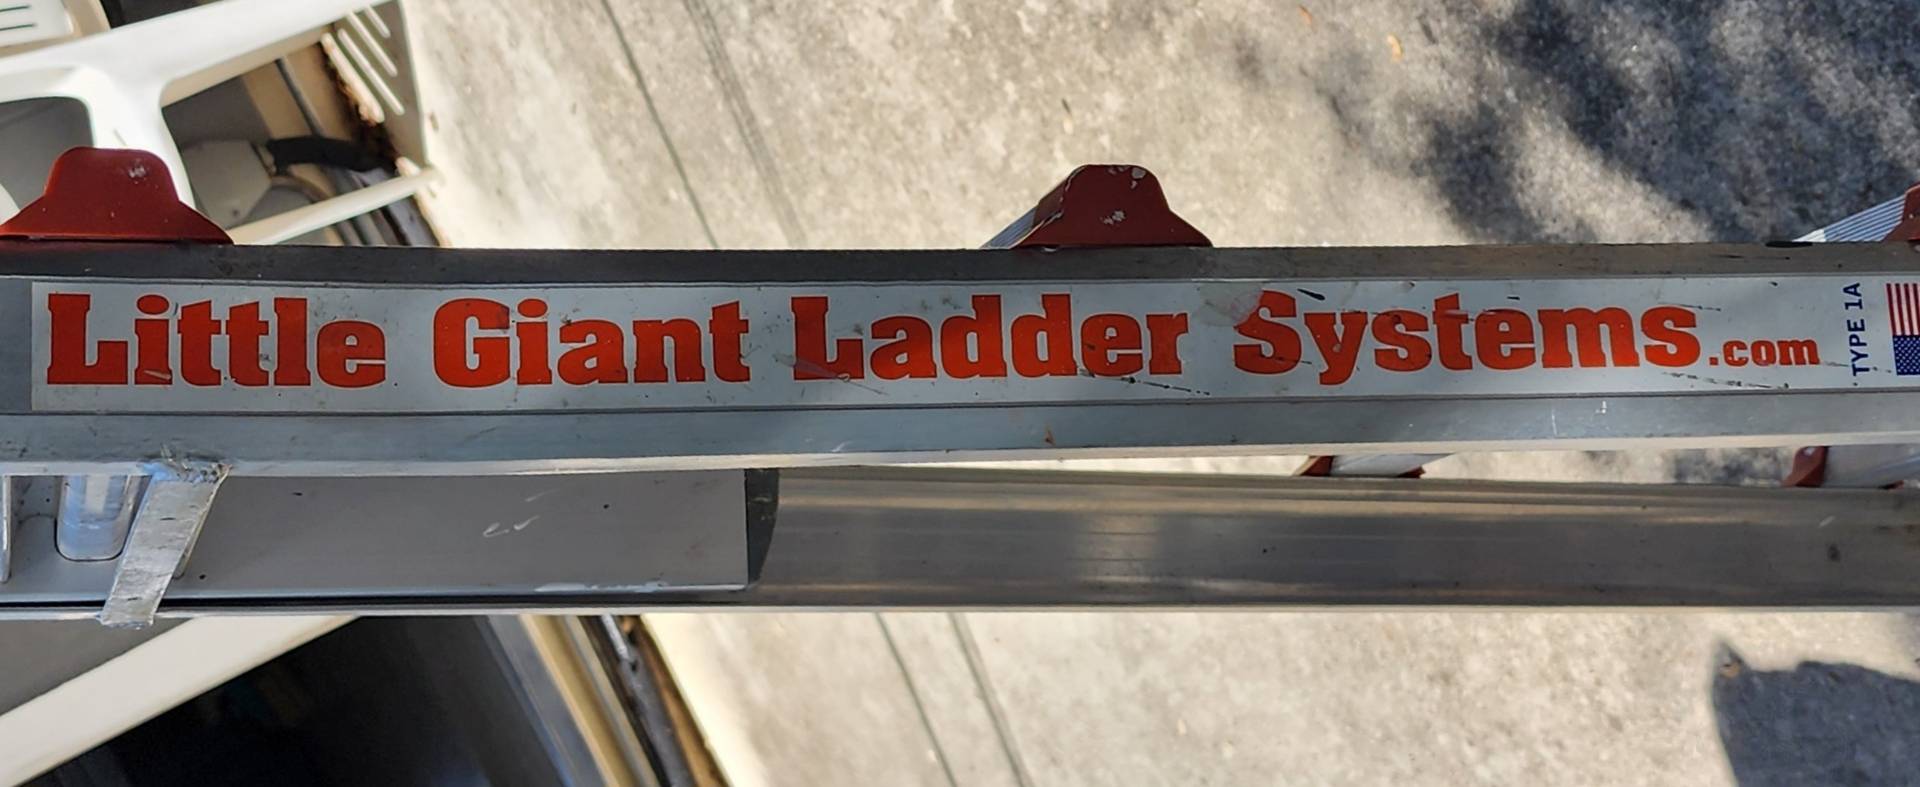 Little Giant Ladder Systems.com
TYPE 1A